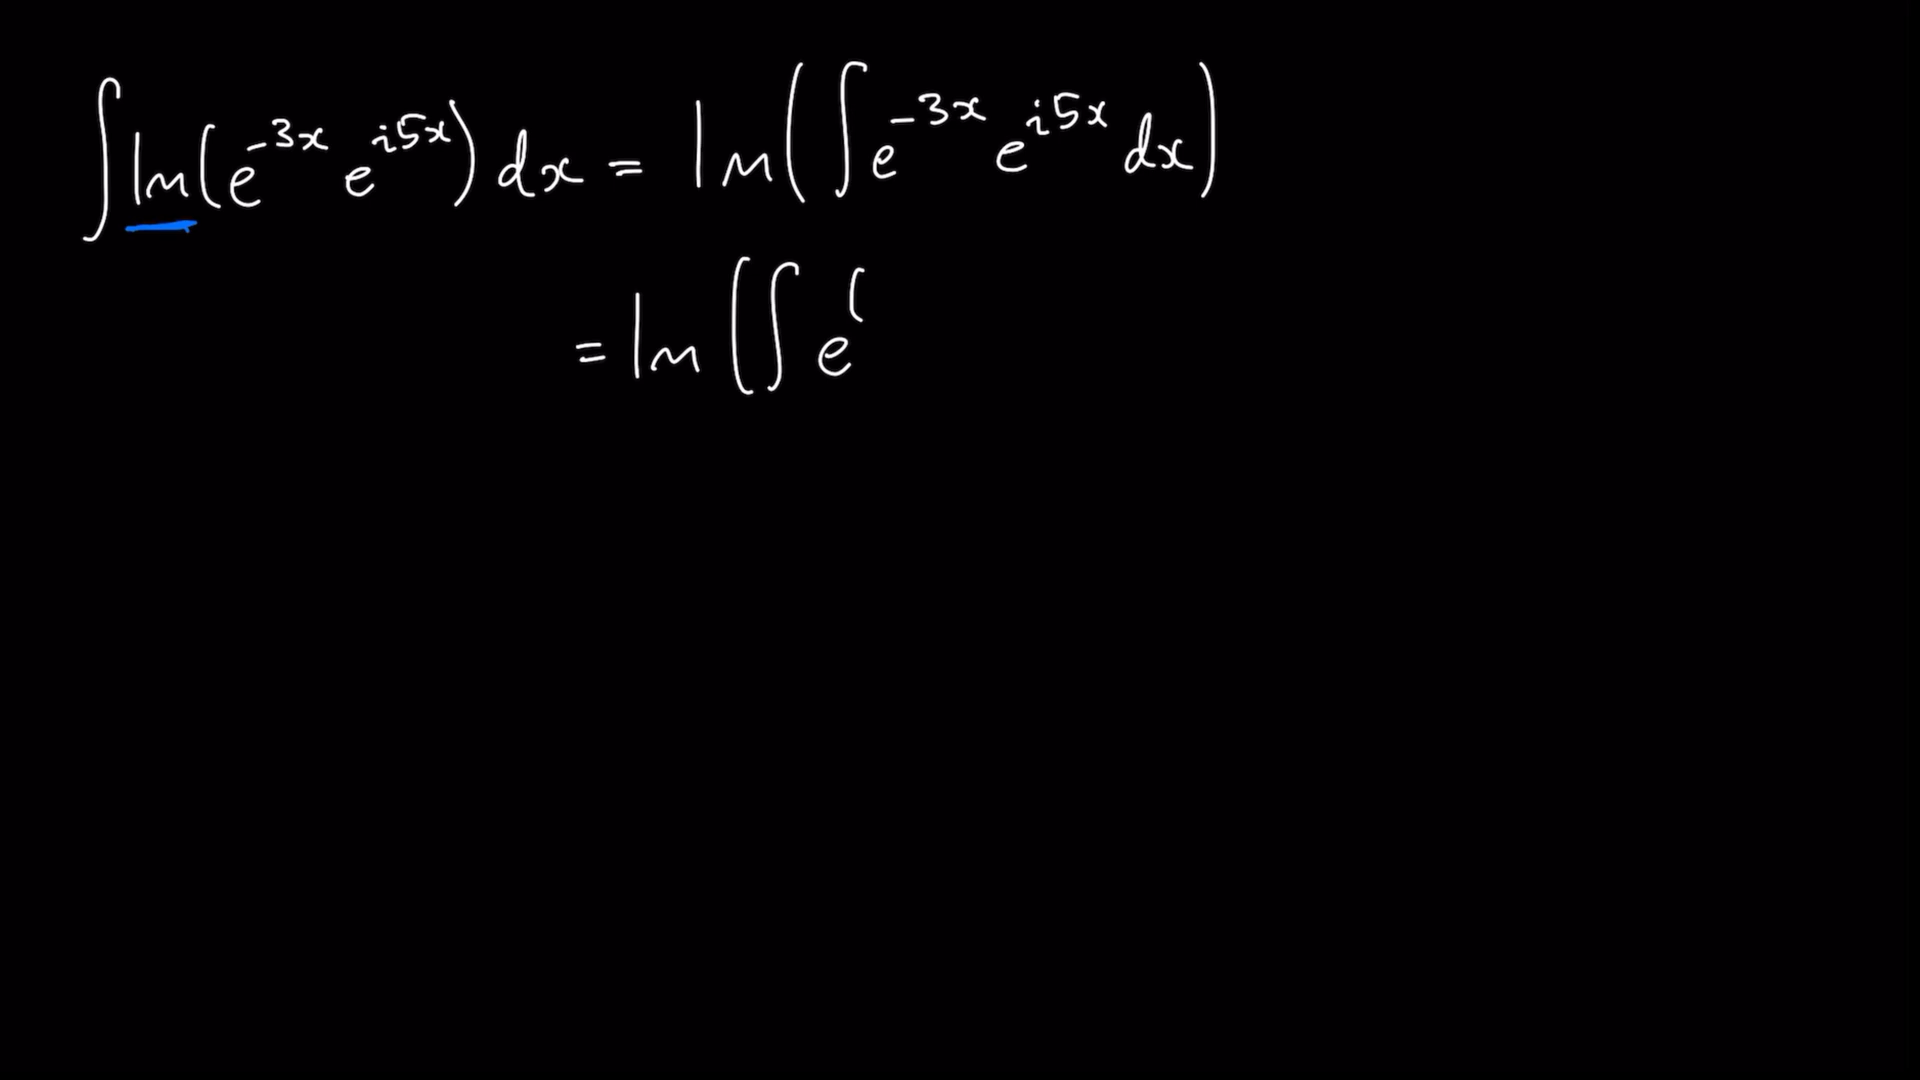 ∫ Im(e^{-3x} e^{i5x}) dx = Im(∫ e^{-3x} e^{i5x} dx)
= Im(∫ e^{(